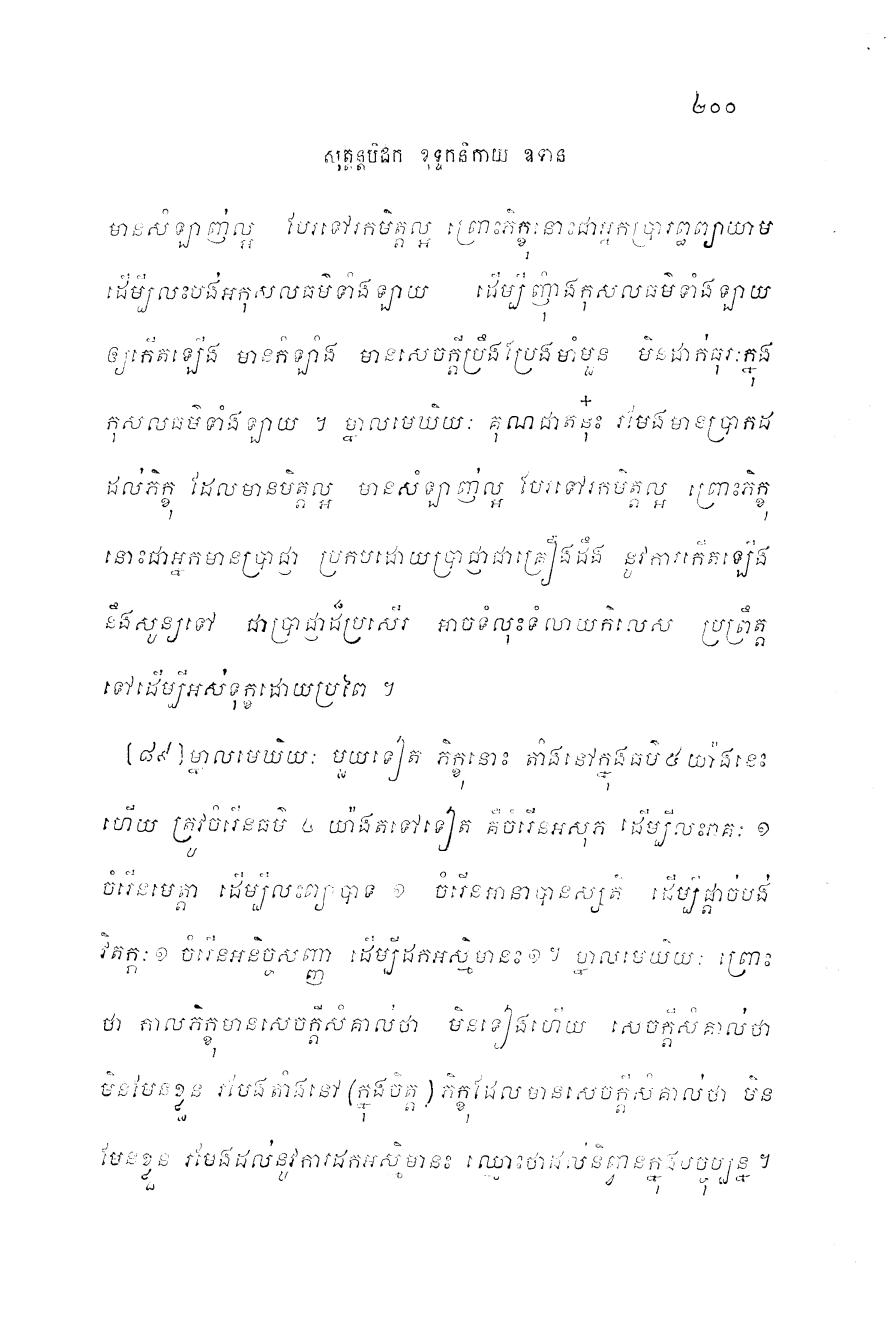 ២០០
សុត្តន្តបិដក ខុទ្ទកនិកាយ ឧទាន
មានសំឡាញ់ល្អ បែរទៅរកមិត្តល្អ ព្រោះភិក្ខុនោះជាអ្នកប្រារព្ធព្យាយាម
ដើម្បីលះបង់អកុសលធម៌ទាំងឡាយ ដើម្បីញុំាងកុសលធម៌ទាំងឡាយ
ឲ្យកើតឡើង មានកំឡាំង មានសេចក្តីប្រឹងប្រែងមាំមួន មិនដាក់ធុរៈក្នុង
កុសលធម៌ទាំងឡាយ ។ ម្នាលមេឃិយៈ គុណជាតនុ៎ះ រមែងមានប្រាកដ
ដល់ភិក្ខុ ដែលមានមិត្តល្អ មានសំឡាញ់ល្អ បែរទៅរកមិត្តល្អ ព្រោះភិក្ខុ
នោះជាអ្នកមានប្រាជ្ញា ប្រកបដោយប្រាជ្ញាជាគ្រឿងដឹង នូវការកើតឡើង
នឹងសូន្យទៅ ជាប្រាជ្ញាដ៏ប្រសើរ អាចទំលុះទំលាយកិលេស ប្រព្រឹត្ត
ទៅដើម្បីអស់ទុក្ខដោយប្រពៃ ។
[៨៩] ម្នាលមេឃិយៈ មួយទៀត ភិក្ខុនោះ តាំងនៅក្នុងធម៌ ៥ យ៉ាងនេះ
ហើយ ត្រូវចំរើនធម៌ ៤ យ៉ាងតទៅទៀត គឺចំរើនអសុភ ដើម្បីលះរាគៈ ១
ចំរើនមេត្តា ដើម្បីលះព្យាបាទ ១ ចំរើនអានាបានស្សតិ ដើម្បីផ្តាច់បង់
វិតក្កៈ ១ ចំរើនអនិច្ចសញ្ញា ដើម្បីដកអស្មិមានះ ១ ។ ម្នាលមេឃិយៈ ព្រោះ
ថា កាលភិក្ខុមានសេចក្តីសំគាល់ថា មិនទៀងហើយ សេចក្តីសំគាល់ថា
មិនមែនខ្លួន រមែងតាំងនៅ (ក្នុងចិត្ត) ភិក្ខុដែលមានសេចក្តីសំគាល់ថា មិន
មែនខ្លួន រមែងដល់នូវការដកអស្មិមានះ ឈ្មោះថាដល់និព្វានក្នុងបច្ចុប្បន្ន ។